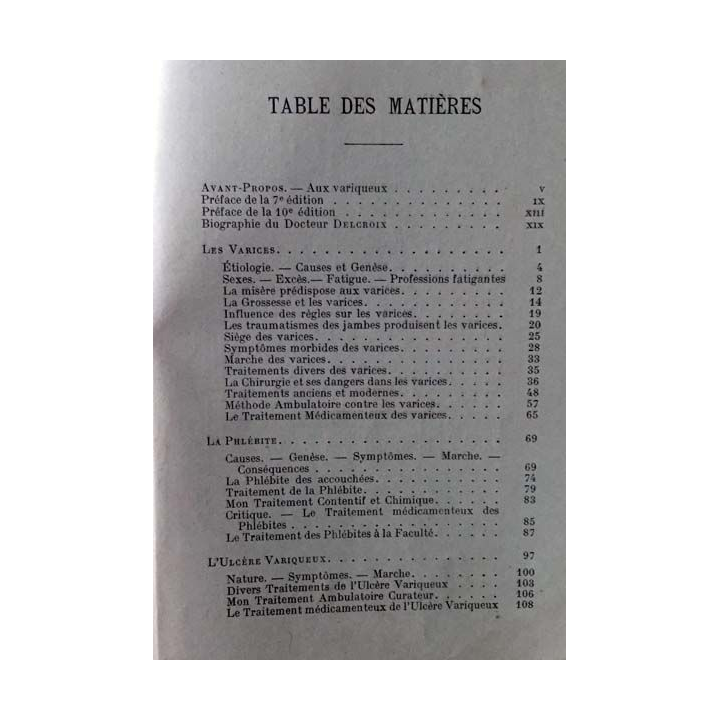 TABLE DES MATIÈRES
AVANT-PROPOS. — Aux variqueux . . . . . . . . . v
Préface de la 7e édition . . . . . . . . . . . . . . IX
Préface de la 10e édition . . . . . . . . . . . . . XIII
Biographie du Docteur DELCROIX . . . . . . . . . XIX
LES VARICES. . . . . . . . . . . . . . . . . . 1
Étiologie. — Causes et Genèse. . . . . . . . . . 4
Sexes. — Excès. — Fatigue. — Professions fatigantes 8
La misère prédispose aux varices. . . . . . . . . 12
La Grossesse et les varices. . . . . . . . . . . . 14
Influence des règles sur les varices. . . . . . . . 19
Les traumatismes des jambes produisent les varices. 20
Siège des varices. . . . . . . . . . . . . . . . 25
Symptômes morbides des varices. . . . . . . . . 28
Marche des varices. . . . . . . . . . . . . . . 33
Traitements divers des varices. . . . . . . . . . 35
La Chirurgie et ses dangers dans les varices. . . . . 36
Traitements anciens et modernes. . . . . . . . . 48
Méthode Ambulatoire contre les varices. . . . . . 57
Le Traitement Médicamenteux des varices. . . . . 65
LA PHLÉBITE. . . . . . . . . . . . . . . . . . 69
Causes. — Genèse. — Symptômes. — Marche. —
Conséquences . . . . . . . . . . . . . . . 69
La Phlébite des accouchées. . . . . . . . . . . . 74
Traitement de la Phlébite. . . . . . . . . . . . 79
Mon Traitement Contentif et Chimique. . . . . . 83
Critique. — Le Traitement médicamenteux des
Phlébites . . . . . . . . . . . . . . . . . 85
Le Traitement des Phlébites à la Faculté. . . . . . 87
L'ULCÈRE VARIQUEUX. . . . . . . . . . . . . . 97
Nature. — Symptômes. — Marche. . . . . . . . . 100
Divers Traitements de l'Ulcère Variqueux . . . . 103
Mon Traitement Ambulatoire Curateur. . . . . . 106
Le Traitement médicamenteux de l'Ulcère Variqueux 108